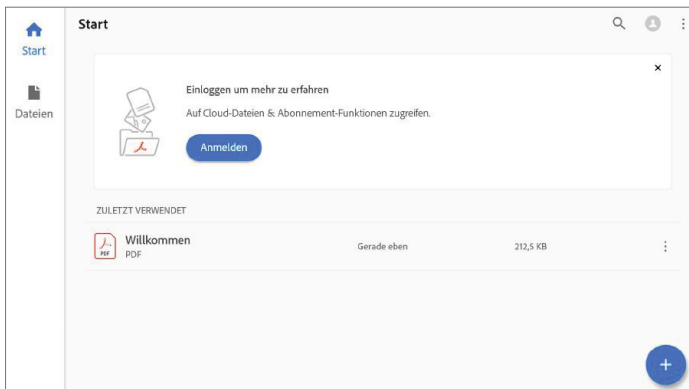 Start
Start
Dateien
Einloggen um mehr zu erfahren
Auf Cloud-Dateien & Abonnement-Funktionen zugreifen.
Anmelden
ZULETZT VERWENDET
Willkommen
PDF
PDF
Gerade eben
212,5 KB